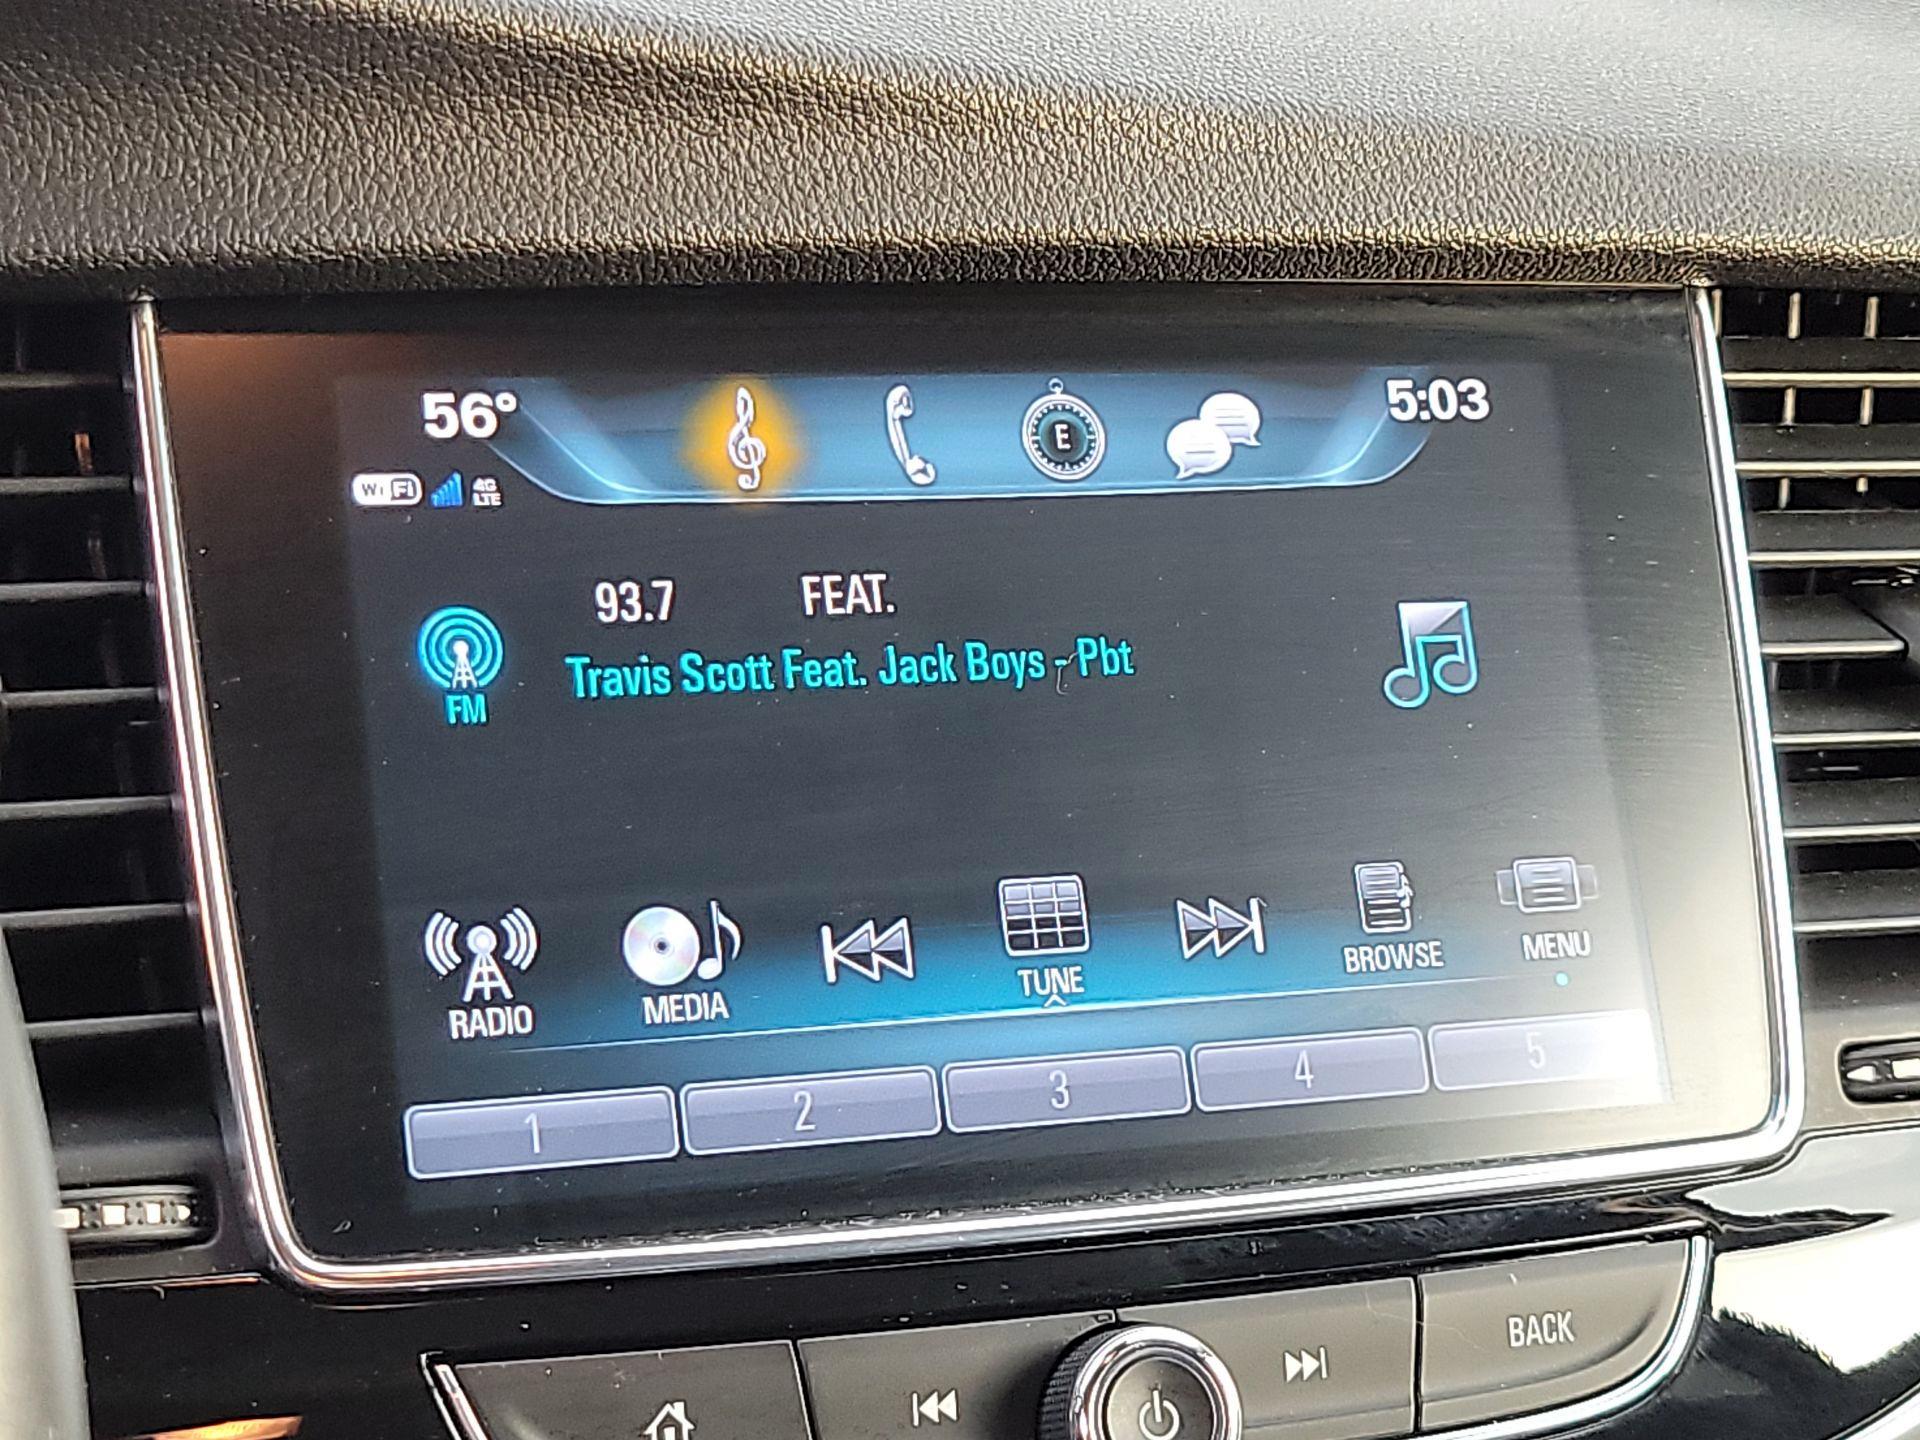 56° 5:03
E
WiFi 4G LTE
93.7 FEAT.
Travis Scott Feat. Jack Boys - Pbt
FM
RADIO MEDIA TUNE BROWSE MENU
1 2 3 4 5
BACK